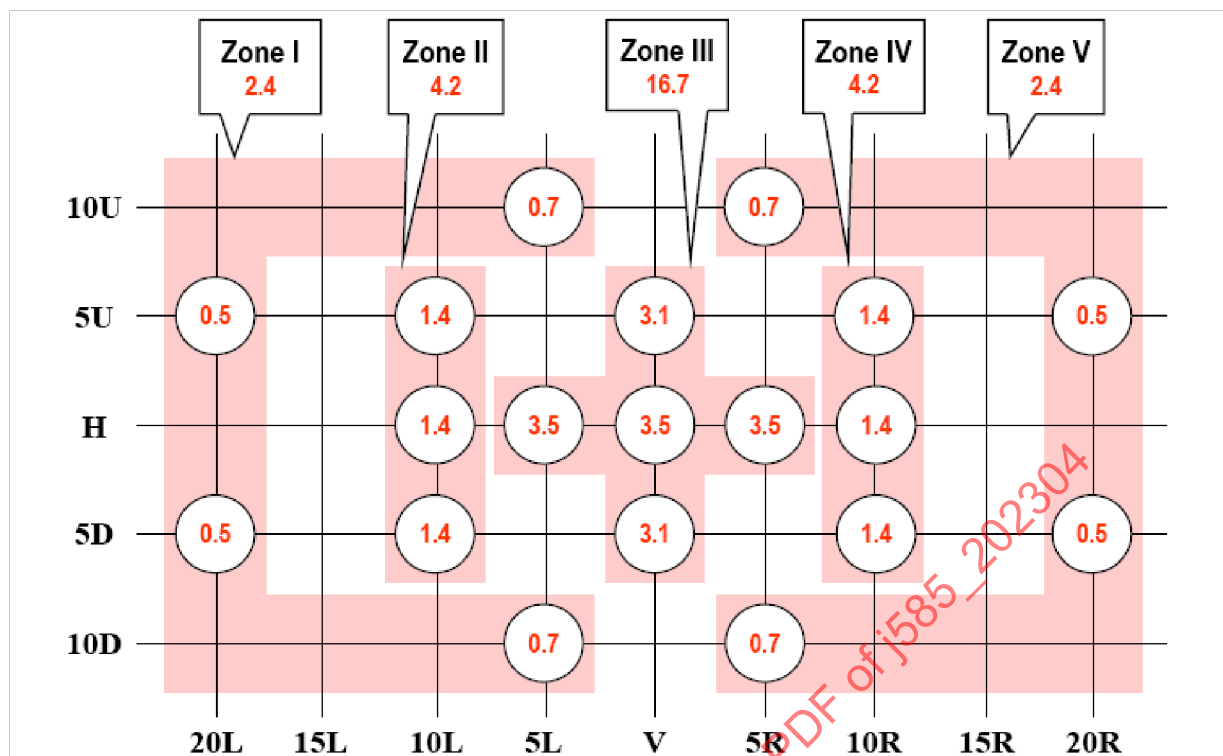 Zone I
2.4
Zone II
4.2
Zone III
16.7
Zone IV
4.2
Zone V
2.4
10U 0.7 0.7
5U 0.5 1.4 3.1 1.4 0.5
H 1.4 3.5 3.5 3.5 1.4
5D 0.5 1.4 3.1 1.4 0.5
10D 0.7 0.7
20L 15L 10L 5L V 5R 10R 15R 20R
PDF of j585_202304